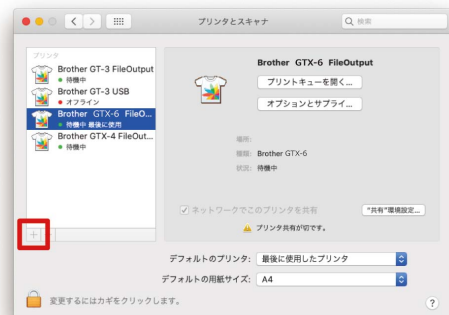 プリンタとスキャナ
検索
プリンタ
Brother GT-3 FileOutput
待機中
Brother GT-3 USB
オフライン
Brother GTX-6 FileO...
待機中 最後に使用
Brother GTX-4 FileOut...
待機中
Brother GTX-6 FileOutput
プリントキューを開く...
オプションとサプライ...
場所:
種類: Brother GTX-6
状況: 待機中
ネットワークでこのプリンタを共有
"共有"環境設定...
プリンタ共有が切です。
+
デフォルトのプリンタ: 最後に使用したプリンタ
デフォルトの用紙サイズ: A4
変更するにはカギをクリックします。
?